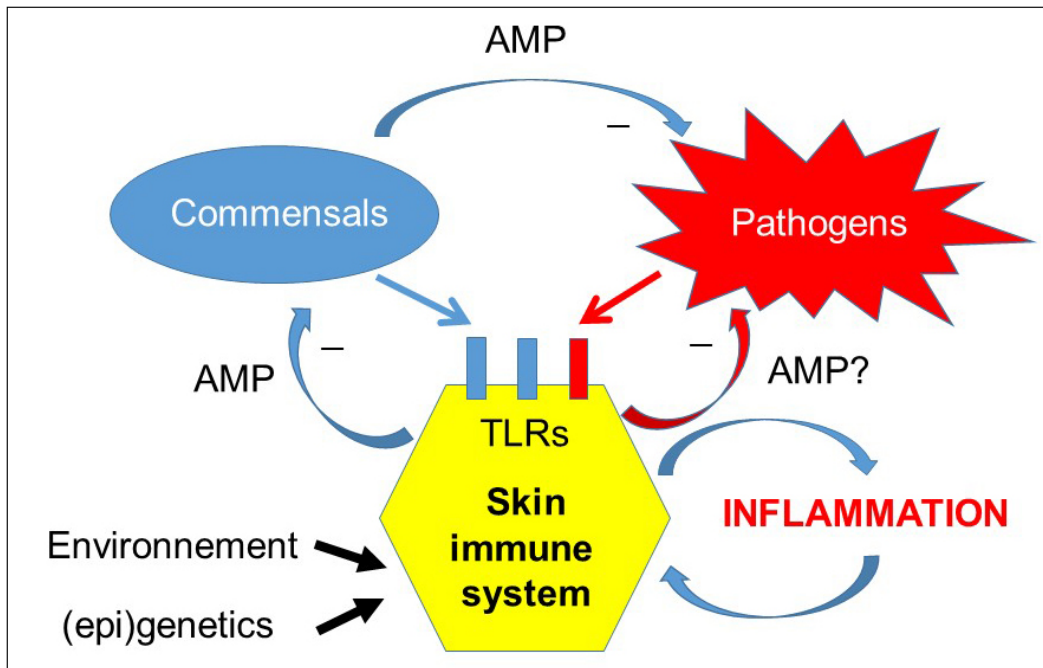 AMP
–
Commensals
Pathogens
–
–
AMP
AMP?
TLRs
Skin
immune
system
INFLAMMATION
Environnement
(epi)genetics